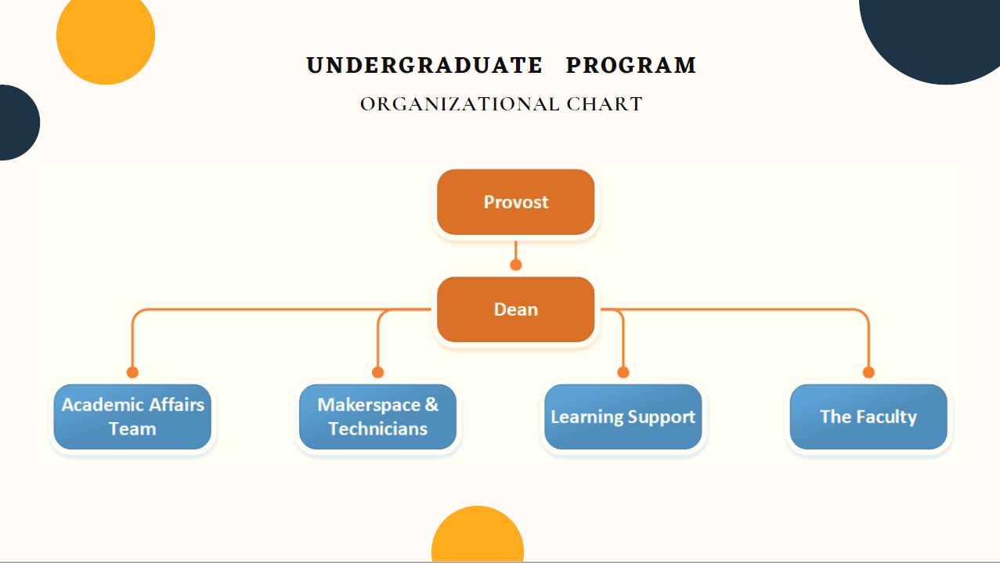 UNDERGRADUATE PROGRAM
ORGANIZATIONAL CHART
Provost
Dean
Academic Affairs
Team
Makerspace &
Technicians
Learning Support
The Faculty